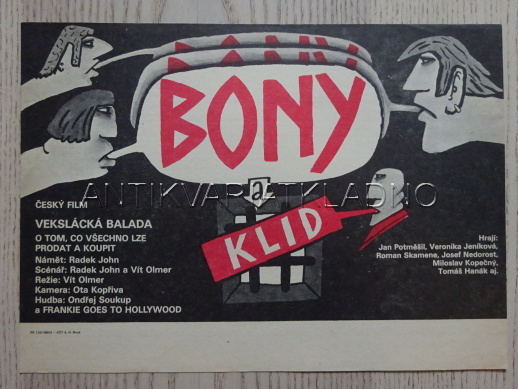 BONY
a
KLID
ANTIKVARIATKLADNO
ČESKÝ FILM
VEKSLÁCKÁ BALADA
O TOM, CO VŠECHNO LZE
PRODAT A KOUPIT
Námět: Radek John
Scénář: Radek John a Vít Olmer
Režie: Vít Olmer
Kamera: Ota Kopřiva
Hudba: Ondřej Soukup
a FRANKIE GOES TO HOLLYWOOD
Hrají:
Jan Potměšil, Veronika Jeníková,
Roman Skamene, Josef Nedorost,
Miloslav Kopečný,
Tomáš Hanák aj.